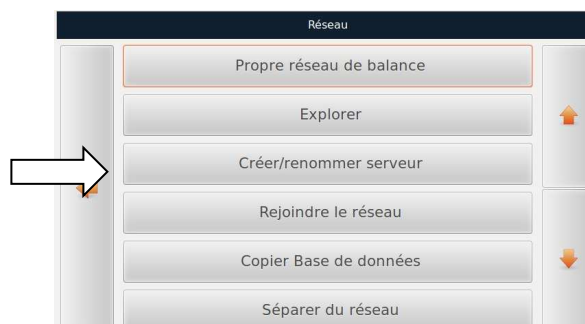 Réseau
Propre réseau de balance
Explorer
Créer/renommer serveur
Rejoindre le réseau
Copier Base de données
Séparer du réseau